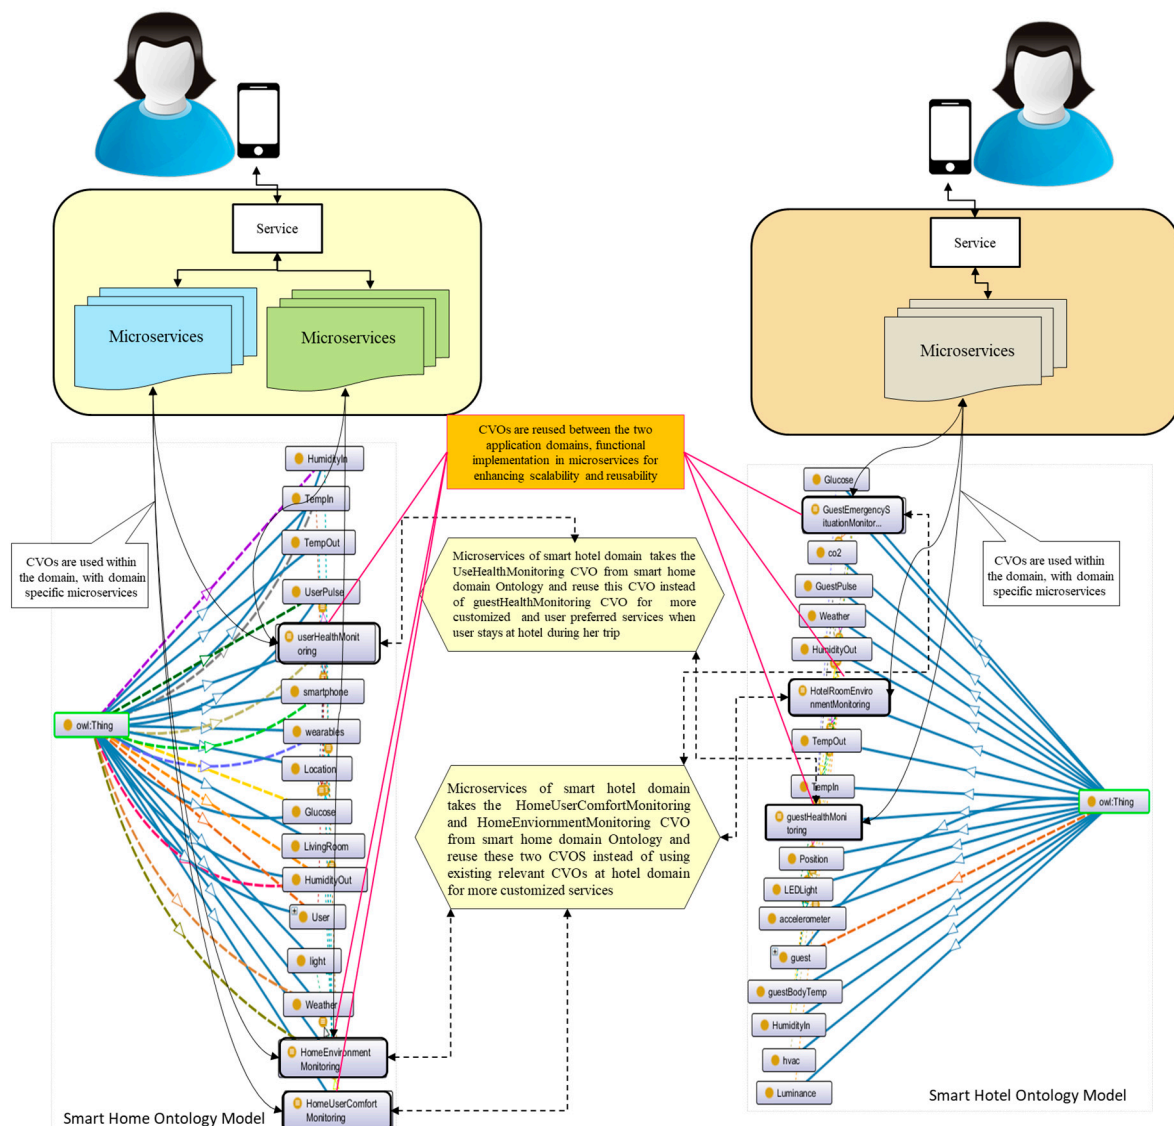 Service
Microservices
Microservices
Service
Microservices
CVOs are reused between the two
application domains, functional
implementation in microservices for
enhancing scalability and reusability
CVOs are used within
the domain, with domain
specific microservices
HumidityIn
TempIn
TempOut
UserPulse
userHealthMonit
oring
smartphone
wearables
owl:Thing
Location
Glucose
LivingRoom
HumidityOut
User
light
Weather
HomeEnvironment
Monitoring
HomeUserComfort
Monitoring
Smart Home Ontology Model
Microservices of smart hotel domain takes the
UseHealthMonitoring CVO from smart home
domain Ontology and reuse this CVO instead
of guestHealthMonitoring CVO for more
customized and user preferred services when
user stays at hotel during her trip
Microservices of smart hotel domain
takes the HomeUserComfortMonitoring
and HomeEnviornmentMonitoring CVO
from smart home domain Ontology and
reuse these two CVOS instead of using
existing relevant CVOs at hotel domain
for more customized services
Glucose
GuestEmergencySi
ituationMonitor...
co2
GuestPulse
Weather
HumidityOut
HotelRoomEnviro
nmentMonitoring
TempOut
TempIn
guestHealthMoni
toring
Position
LEDLight
accelerometer
guest
guestBodyTemp
HumidityIn
hvac
Luminance
owl:Thing
CVOs are used within
the domain, with domain
specific microservices
Smart Hotel Ontology Model